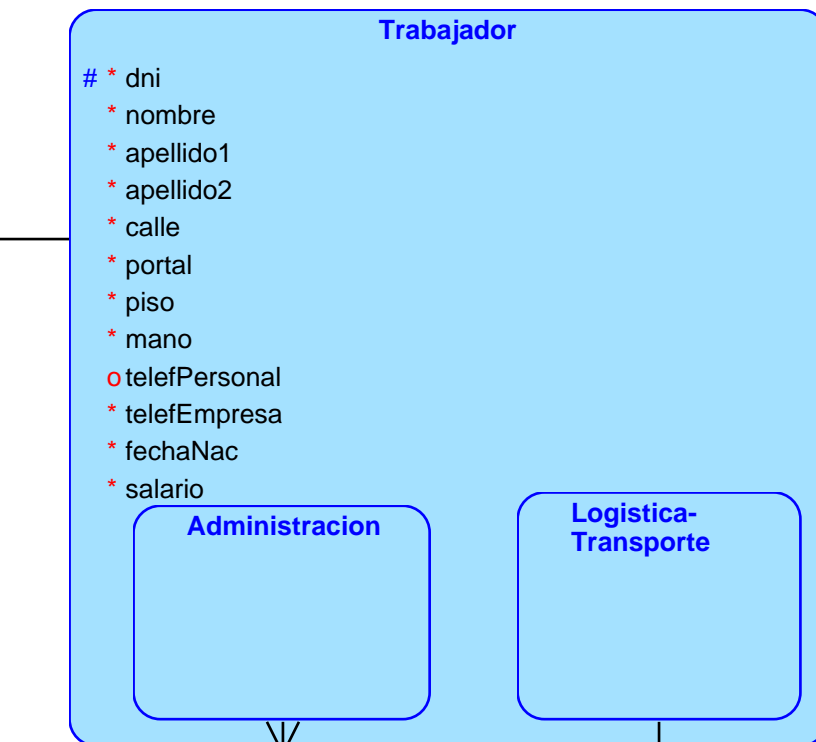 Trabajador
# * dni
* nombre
* apellido1
* apellido2
* calle
* portal
* piso
* mano
o telefPersonal
* telefEmpresa
* fechaNac
* salario
Administracion
Logistica-
Transporte